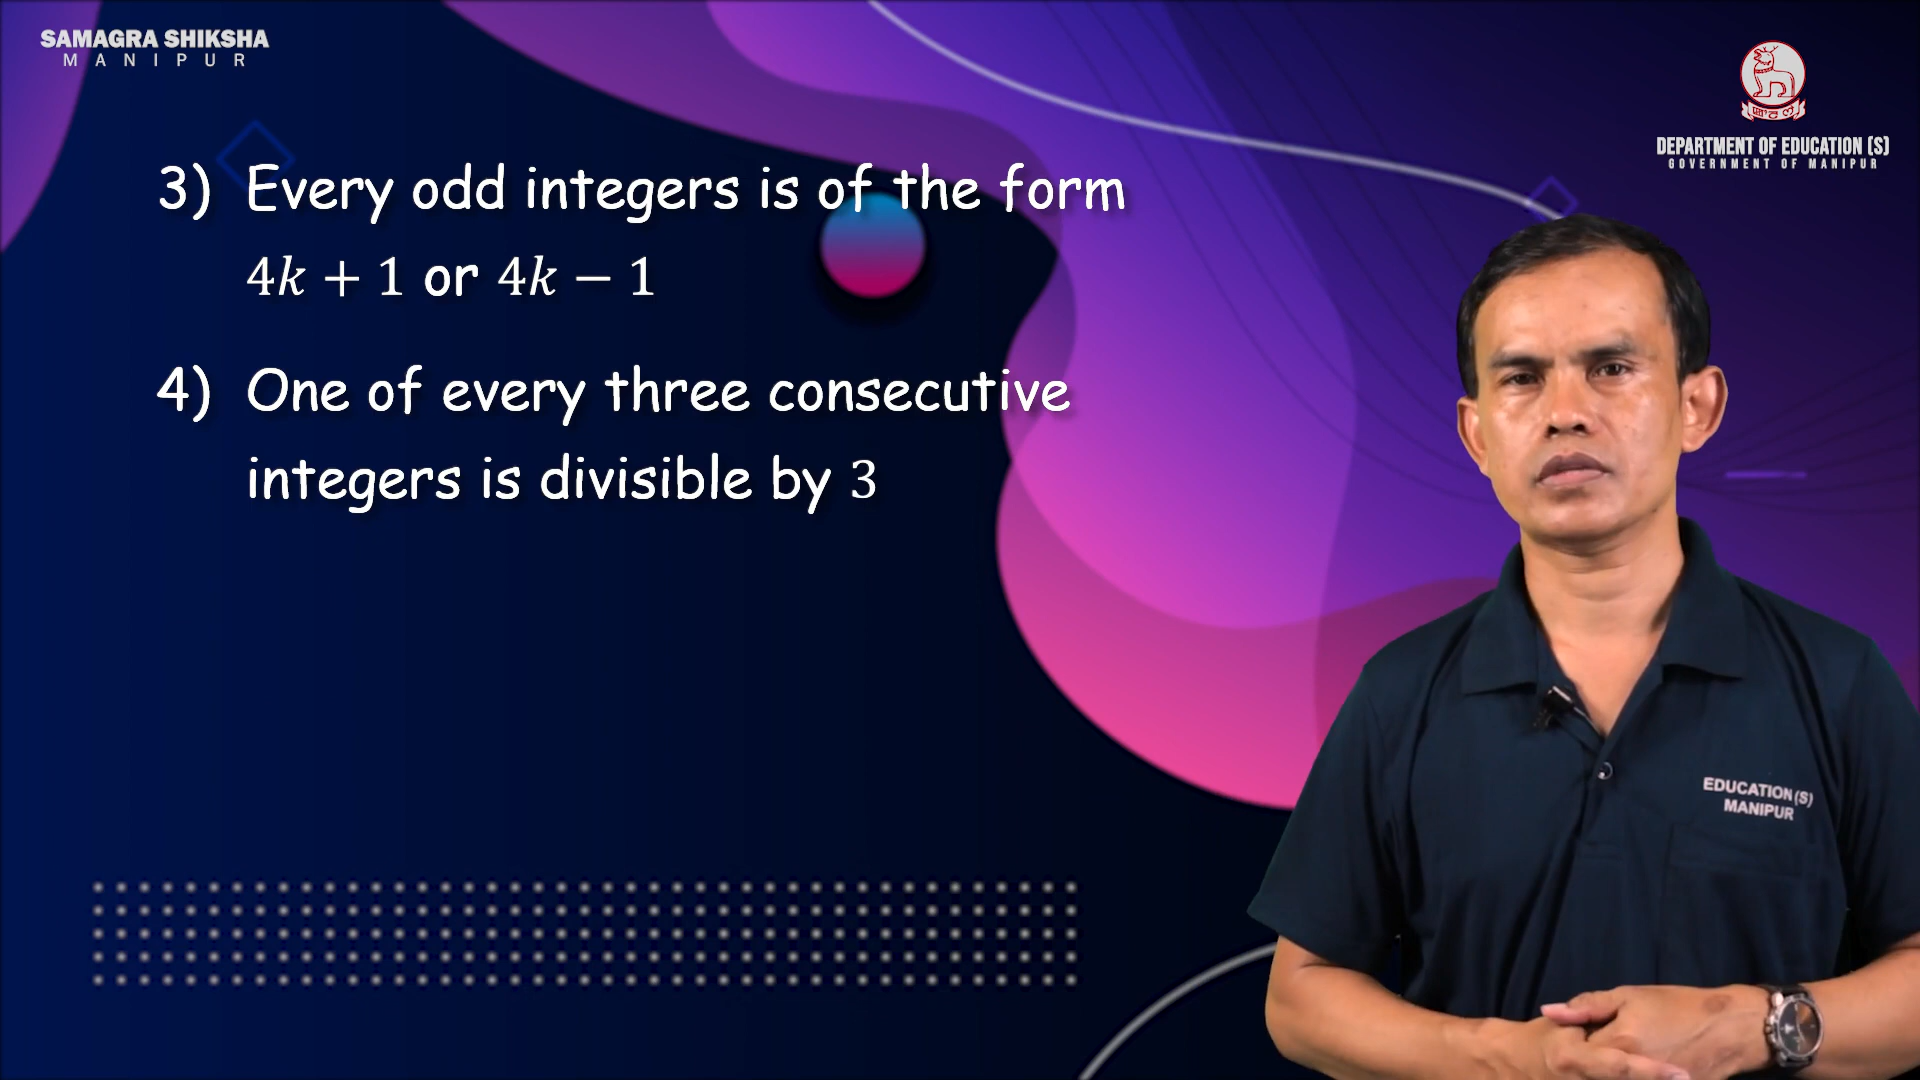 SAMAGRA SHIKSHA
MANIPUR
DEPARTMENT OF EDUCATION (S)
GOVERNMENT OF MANIPUR
3) Every odd integers is of the form
4k + 1 or 4k − 1
4) One of every three consecutive
integers is divisible by 3
EDUCATION (S)
MANIPUR